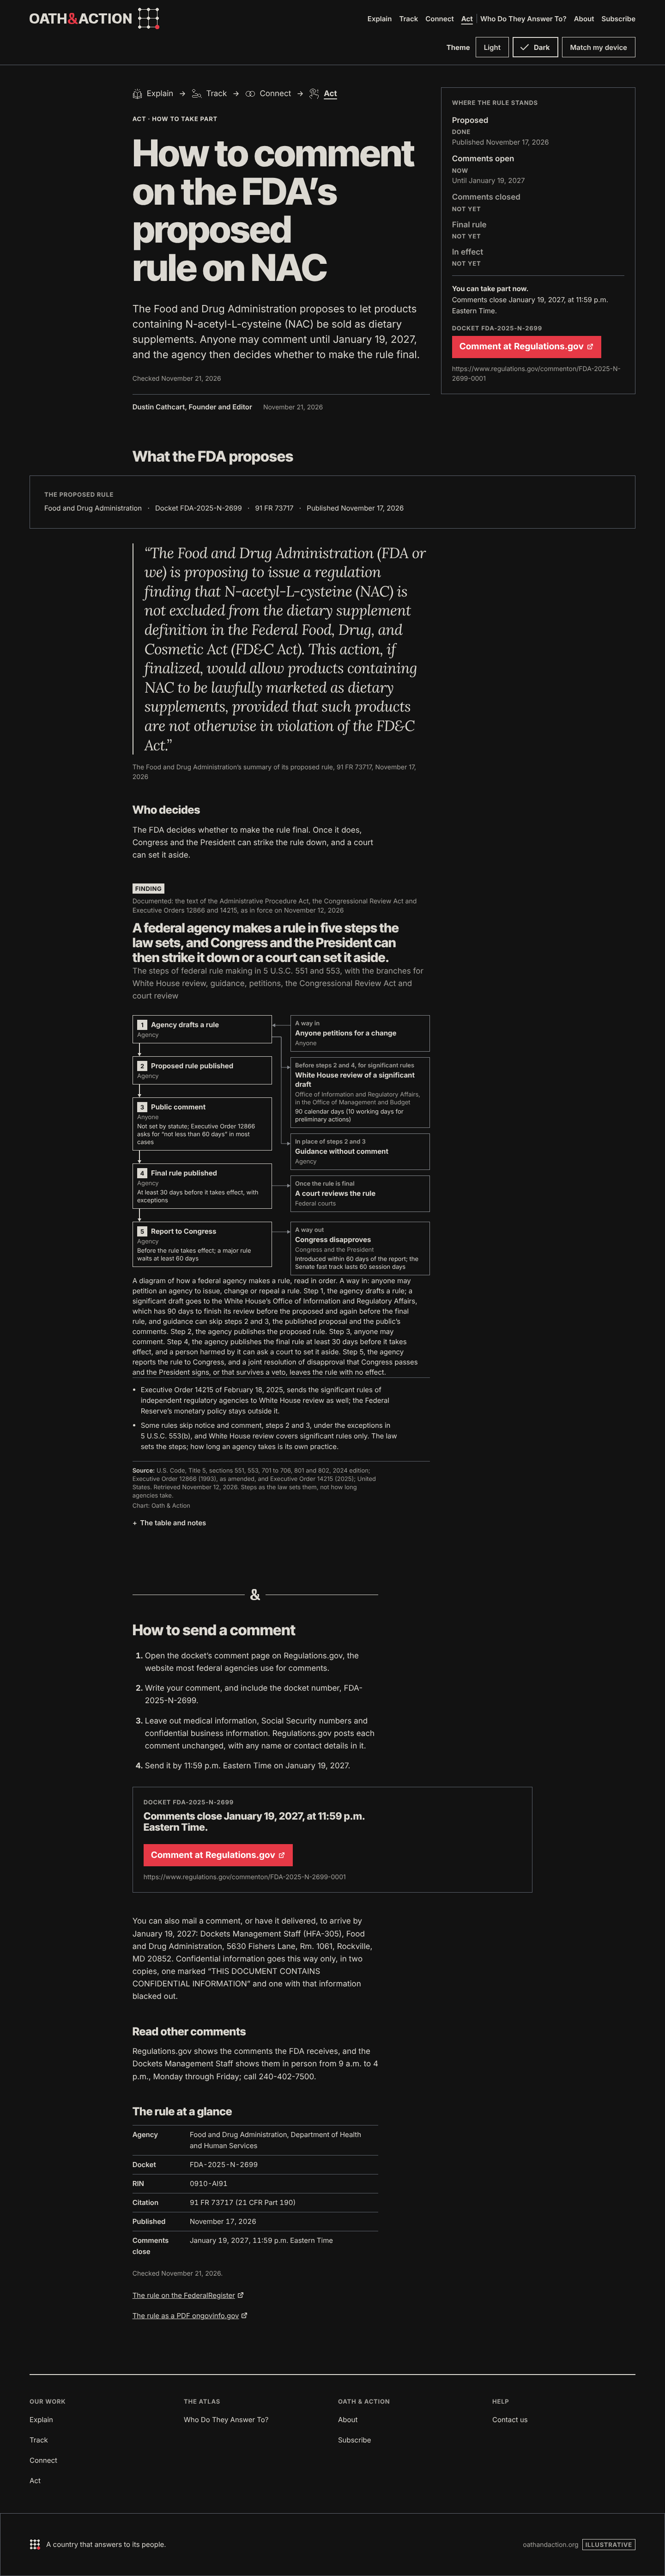 OATH&ACTION
Explain Track Connect Act Who Do They Answer To? About Subscribe
Theme Light Dark Match my device
Explain → Track → Connect → Act
ACT · HOW TO TAKE PART
How to comment
on the FDA’s
proposed
rule on NAC
The Food and Drug Administration proposes to let products
containing N-acetyl-L-cysteine (NAC) be sold as dietary
supplements. Anyone may comment until January 19, 2027,
and the agency then decides whether to make the rule final.
Checked November 21, 2026
Dustin Cathcart, Founder and Editor November 21, 2026
WHERE THE RULE STANDS
Proposed
DONE
Published November 17, 2026
Comments open
NOW
Until January 19, 2027
Comments closed
NOT YET
Final rule
NOT YET
In effect
NOT YET
You can take part now.
Comments close January 19, 2027, at 11:59 p.m.
Eastern Time.
DOCKET FDA-2025-N-2699
Comment at Regulations.gov
https://www.regulations.gov/commenton/FDA-2025-N-
2699-0001
What the FDA proposes
THE PROPOSED RULE
Food and Drug Administration · Docket FDA-2025-N-2699 · 91 FR 73717 · Published November 17, 2026
“The Food and Drug Administration (FDA or
we) is proposing to issue a regulation
finding that N-acetyl-L-cysteine (NAC) is
not excluded from the dietary supplement
definition in the Federal Food, Drug, and
Cosmetic Act (FD&C Act). This action, if
finalized, would allow products containing
NAC to be lawfully marketed as dietary
supplements, provided that such products
are not otherwise in violation of the FD&C
Act.”
The Food and Drug Administration’s summary of its proposed rule, 91 FR 73717, November 17,
2026
Who decides
The FDA decides whether to make the rule final. Once it does,
Congress and the President can strike the rule down, and a court
can set it aside.
FINDING
Documented: the text of the Administrative Procedure Act, the Congressional Review Act and
Executive Orders 12866 and 14215, as in force on November 12, 2026
A federal agency makes a rule in five steps the
law sets, and Congress and the President can
then strike it down or a court can set it aside.
The steps of federal rule making in 5 U.S.C. 551 and 553, with the branches for
White House review, guidance, petitions, the Congressional Review Act and
court review
1 Agency drafts a rule
Agency
2 Proposed rule published
Agency
3 Public comment
Anyone
Not set by statute; Executive Order 12866
asks for “not less than 60 days” in most
cases
4 Final rule published
Agency
At least 30 days before it takes effect, with
exceptions
5 Report to Congress
Agency
Before the rule takes effect; a major rule
waits at least 60 days
A way in
Anyone petitions for a change
Anyone
Before steps 2 and 4, for significant rules
White House review of a significant
draft
Office of Information and Regulatory Affairs,
in the Office of Management and Budget
90 calendar days (10 working days for
preliminary actions)
In place of steps 2 and 3
Guidance without comment
Agency
Once the rule is final
A court reviews the rule
Federal courts
A way out
Congress disapproves
Congress and the President
Introduced within 60 days of the report; the
Senate fast track lasts 60 session days
A diagram of how a federal agency makes a rule, read in order. A way in: anyone may
petition an agency to issue, change or repeal a rule. Step 1, the agency drafts a rule; a
significant draft goes to the White House’s Office of Information and Regulatory Affairs,
which has 90 days to finish its review before the proposed and again before the final
rule, and guidance can skip steps 2 and 3, the published proposal and the public’s
comments. Step 2, the agency publishes the proposed rule. Step 3, anyone may
comment. Step 4, the agency publishes the final rule at least 30 days before it takes
effect, and a person harmed by it can ask a court to set it aside. Step 5, the agency
reports the rule to Congress, and a joint resolution of disapproval that Congress passes
and the President signs, or that survives a veto, leaves the rule with no effect.
• Executive Order 14215 of February 18, 2025, sends the significant rules of
independent regulatory agencies to White House review as well; the Federal
Reserve’s monetary policy stays outside it.
• Some rules skip notice and comment, steps 2 and 3, under the exceptions in
5 U.S.C. 553(b), and White House review covers significant rules only. The law
sets the steps; how long an agency takes is its own practice.
Source: U.S. Code, Title 5, sections 551, 553, 701 to 706, 801 and 802, 2024 edition;
Executive Order 12866 (1993), as amended, and Executive Order 14215 (2025); United
States. Retrieved November 12, 2026. Steps as the law sets them, not how long
agencies take.
Chart: Oath & Action
+ The table and notes
&
How to send a comment
1. Open the docket’s comment page on Regulations.gov, the
website most federal agencies use for comments.
2. Write your comment, and include the docket number, FDA-
2025-N-2699.
3. Leave out medical information, Social Security numbers and
confidential business information. Regulations.gov posts each
comment unchanged, with any name or contact details in it.
4. Send it by 11:59 p.m. Eastern Time on January 19, 2027.
DOCKET FDA-2025-N-2699
Comments close January 19, 2027, at 11:59 p.m.
Eastern Time.
Comment at Regulations.gov
https://www.regulations.gov/commenton/FDA-2025-N-2699-0001
You can also mail a comment, or have it delivered, to arrive by
January 19, 2027: Dockets Management Staff (HFA-305), Food
and Drug Administration, 5630 Fishers Lane, Rm. 1061, Rockville,
MD 20852. Confidential information goes this way only, in two
copies, one marked “THIS DOCUMENT CONTAINS
CONFIDENTIAL INFORMATION” and one with that information
blacked out.
Read other comments
Regulations.gov shows the comments the FDA receives, and the
Dockets Management Staff shows them in person from 9 a.m. to 4
p.m., Monday through Friday; call 240-402-7500.
The rule at a glance
Agency Food and Drug Administration, Department of Health
and Human Services
Docket FDA-2025-N-2699
RIN 0910-AI91
Citation 91 FR 73717 (21 CFR Part 190)
Published November 17, 2026
Comments
close January 19, 2027, 11:59 p.m. Eastern Time
Checked November 21, 2026.
The rule on the FederalRegister
The rule as a PDF ongovinfo.gov
OUR WORK
Explain
Track
Connect
Act
THE ATLAS
Who Do They Answer To?
OATH & ACTION
About
Subscribe
HELP
Contact us
A country that answers to its people.
oathandaction.org ILLUSTRATIVE